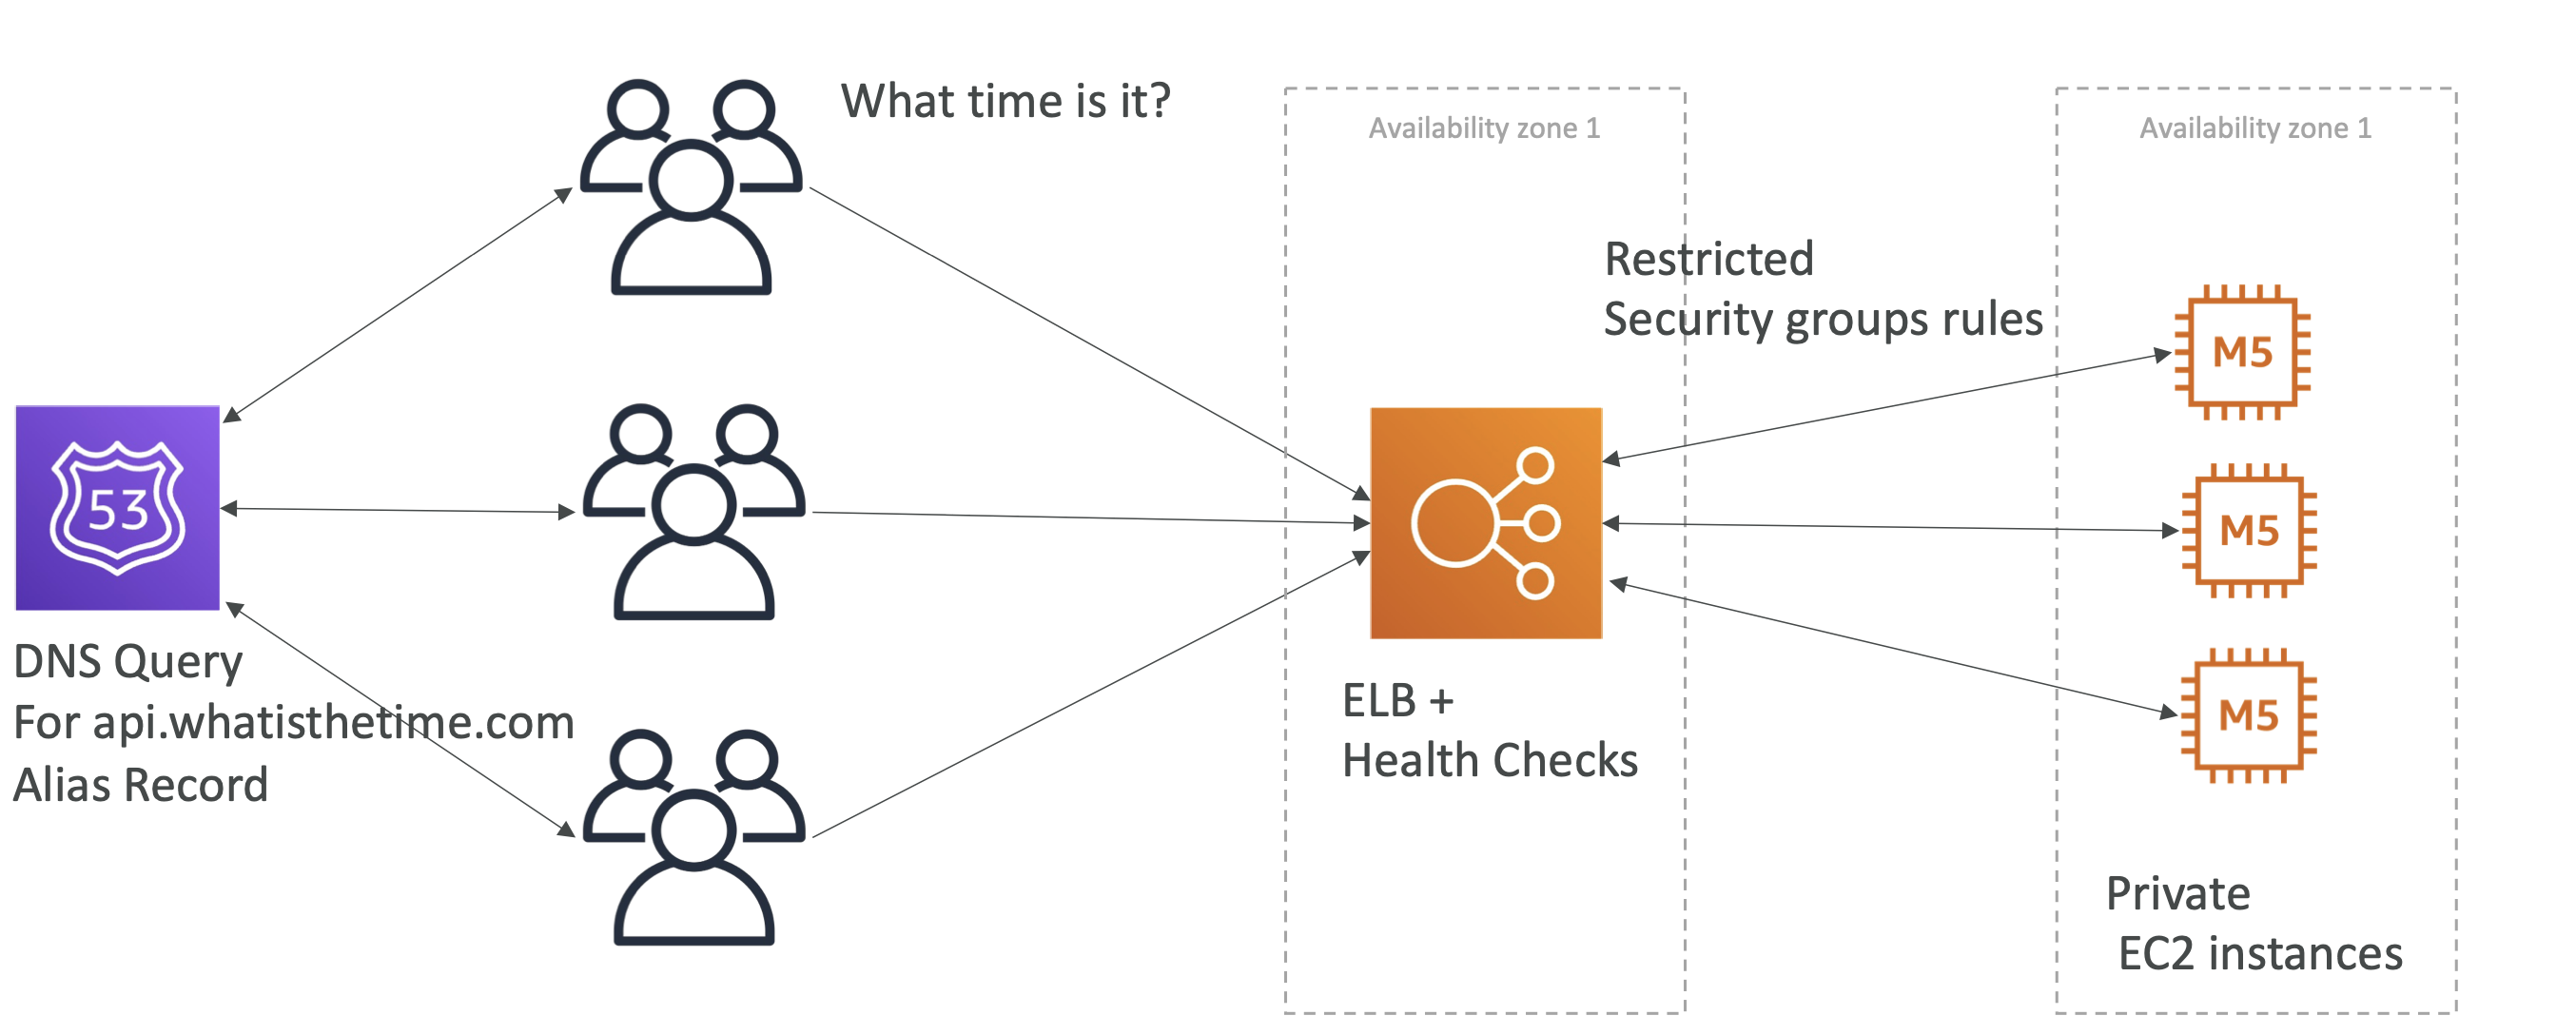 What time is it?
Availability zone 1
Availability zone 1
Restricted
Security groups rules
M5
53
M5
DNS Query
For api.whatisthetime.com
Alias Record
ELB +
Health Checks
M5
Private
EC2 instances